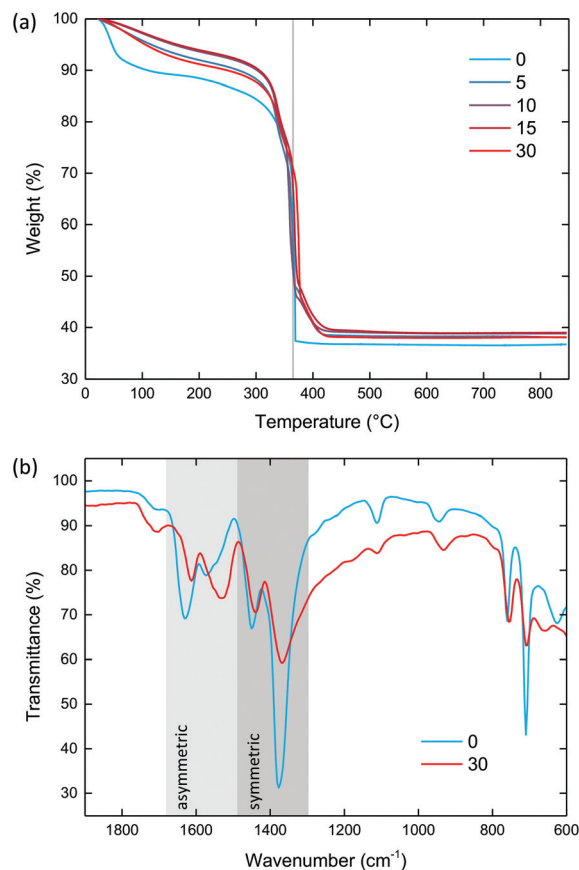 (a)
100
90
80
70
60
50
40
30
Weight (%)
0
5
10
15
30
0 100 200 300 400 500 600 700 800
Temperature (°C)
(b)
100
90
80
70
60
50
40
30
Transmittance (%)
asymmetric
symmetric
0
30
1800 1600 1400 1200 1000 800 600
Wavenumber (cm⁻¹)